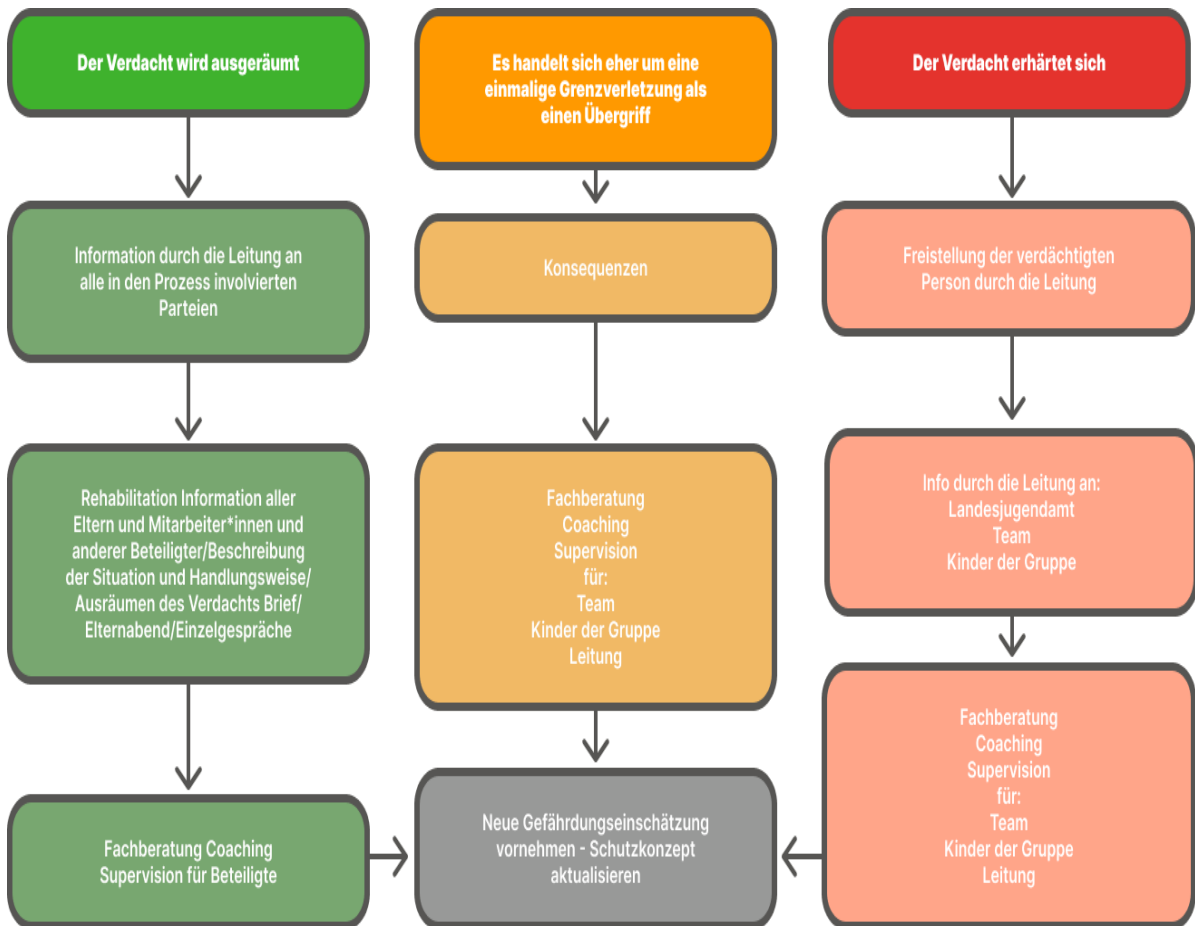 Der Verdacht wird ausgeräumt
Information durch die Leitung an
alle in den Prozess involvierten
Parteien
Rehabilitation Information aller
Eltern und Mitarbeiter*innen und
anderer Beteiligter/Beschreibung
der Situation und Handlungsweise/
Ausräumen des Verdachts Brief/
Elternabend/Einzelgespräche
Fachberatung Coaching
Supervision für Beteiligte
Es handelt sich eher um eine
einmalige Grenzverletzung als
einen Übergriff
Konsequenzen
Fachberatung
Coaching
Supervision
für:
Team
Kinder der Gruppe
Leitung
Neue Gefährdungseinschätzung
vornehmen - Schutzkonzept
aktualisieren
Der Verdacht erhärtet sich
Freistellung der verdächtigten
Person durch die Leitung
Info durch die Leitung an:
Landesjugendamt
Team
Kinder der Gruppe
Fachberatung
Coaching
Supervision
für:
Team
Kinder der Gruppe
Leitung